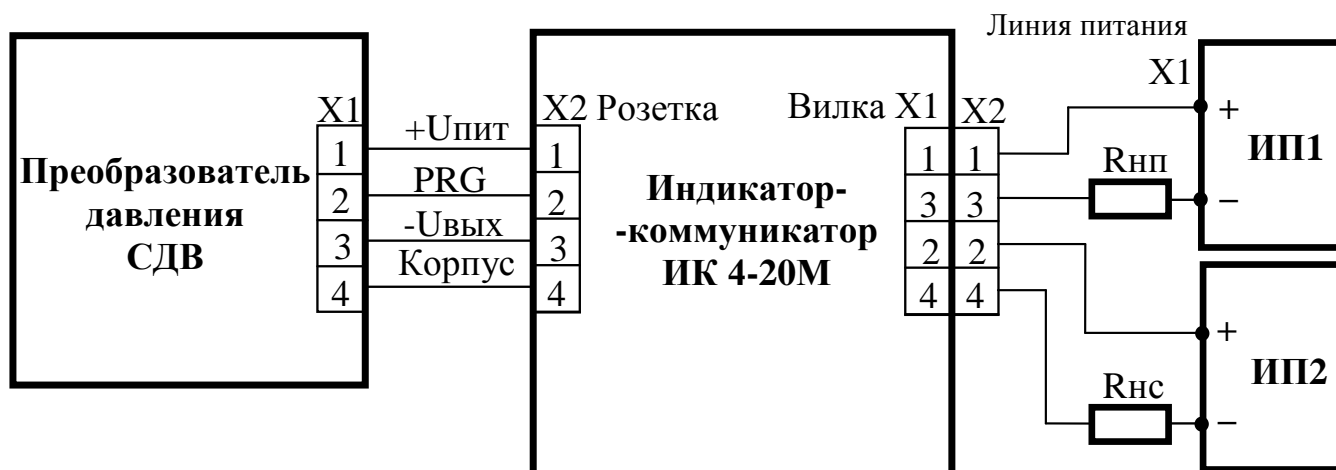 Линия питания
X1
X1
X2 Розетка
Вилка X1
X2
+Uпит
PRG
-Uвых
Корпус
1
2
3
4
1
2
3
4
1
3
2
4
1
3
2
4
Преобразователь
давления
СДВ
Индикатор-
-коммуникатор
ИК 4-20М
Rнп
Rнс
+
ИП1
−
+
ИП2
−